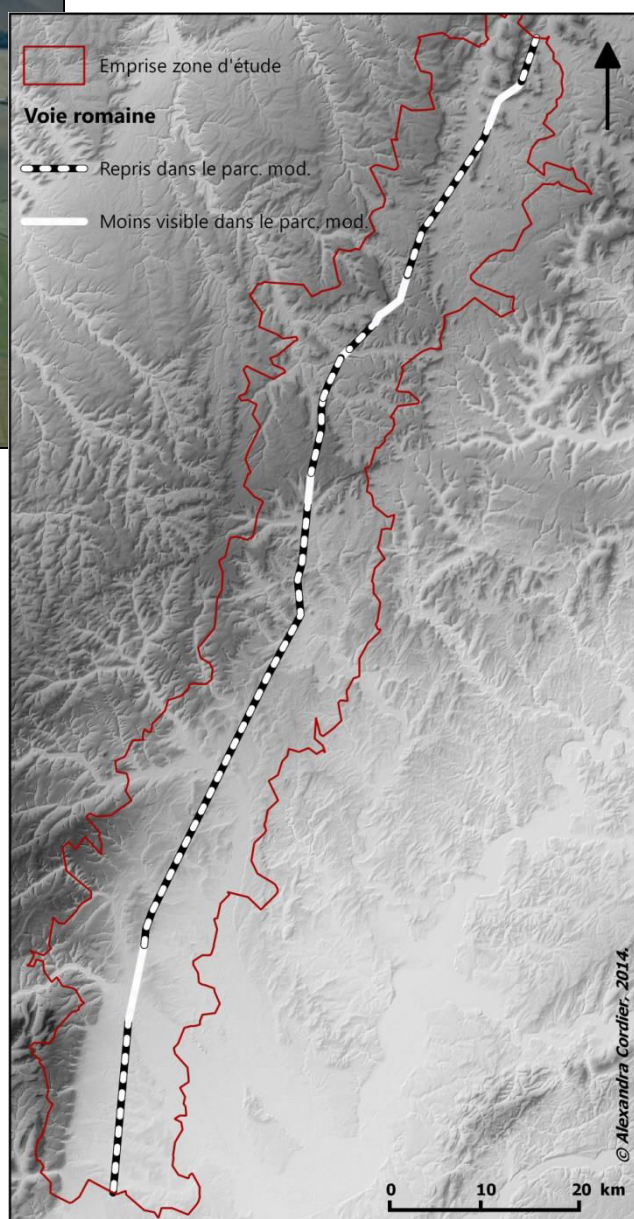 Emprise zone d'étude
Voie romaine
Repris dans le parc. mod.
Moins visible dans le parc. mod.
© Alexandra Cordier, 2014.
0 10 20 km